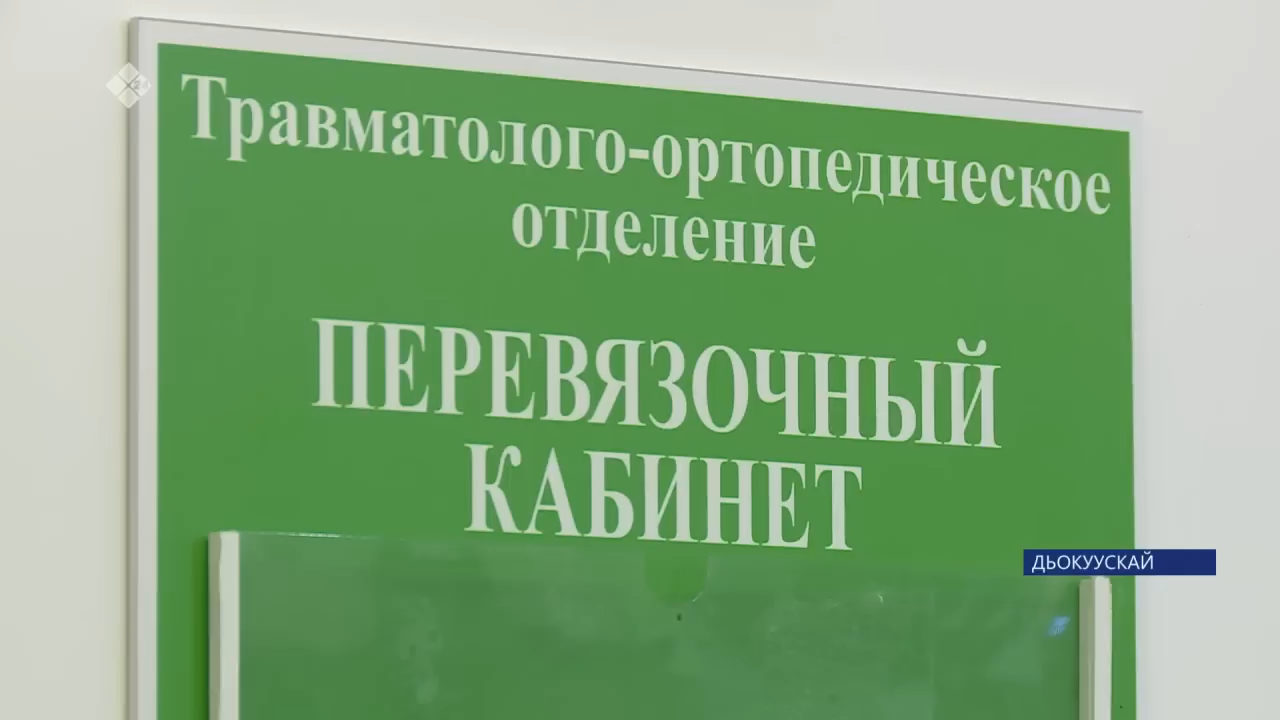 Травматолого-ортопедическое
отделение
ПЕРЕВЯЗОЧНЫЙ
КАБИНЕТ
ДЬОКУУСКАЙ